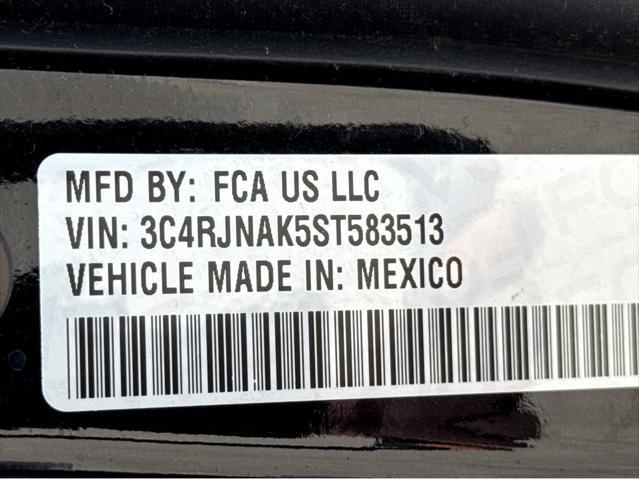 MFD BY: FCA US LLC
VIN: 3C4RJNAK5ST583513
VEHICLE MADE IN: MEXICO